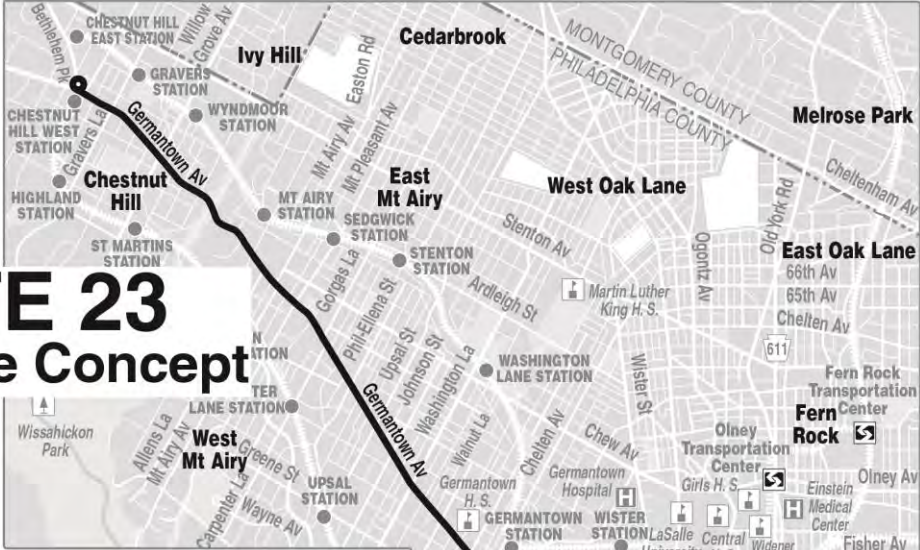 Bethlehem Pk
CHESTNUT HILL
EAST STATION
Willow
Grove Av
Ivy Hill
Cedarbrook
MONTGOMERY COUNTY
PHILADELPHIA COUNTY
GRAVERS
STATION
Easton Rd
WYNDMOOR
STATION
Melrose Park
CHESTNUT
HILL WEST
STATION
Gravers La
Germantown Av
Mt Airy Av
Mt Pleasant Av
Cheltenham Av
HIGHLAND
STATION
Chestnut
Hill
East
Mt Airy
West Oak Lane
Old York Rd
MT AIRY
STATION
SEDGWICK
STATION
ST MARTINS
STATION
Stenton Av
Ogontz Av
East Oak Lane
STENTON
STATION
66th Av
65th Av
Gorgas La
Ardleigh St
Martin Luther
King H. S.
Chelten Av
E 23
e Concept
Phil-Ellena St
Upsal St
Johnson St
Washington La
611
N
ATION
WASHINGTON
LANE STATION
Wister St
Fern Rock
Transportation
Center
TER
LANE STATION
Germantown Av
Fern
Rock
Wissahickon
Park
Allens La
Mt Airy Av
West
Mt Airy
Greene St
Walnut La
Chelten Av
Chew Av
Olney
Transportation
Center
Carpenter La
Wayne Av
UPSAL
STATION
Germantown
H. S.
Germantown
Hospital
H
Girls H. S.
H
Einstein
Medical
Center
Olney Av
GERMANTOWN
STATION
WISTER
STATION
LaSalle
Central
Widener
Fisher Av